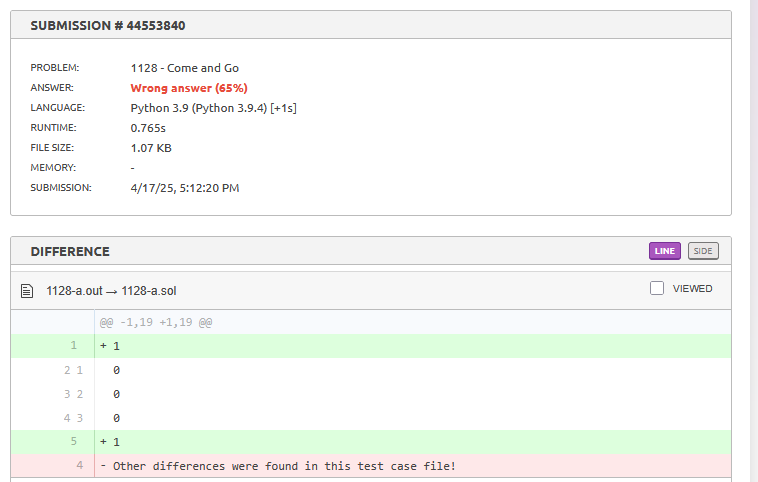 SUBMISSION # 44553840
PROBLEM: 1128 - Come and Go
ANSWER: Wrong answer (65%)
LANGUAGE: Python 3.9 (Python 3.9.4) [+1s]
RUNTIME: 0.765s
FILE SIZE: 1.07 KB
MEMORY: -
SUBMISSION: 4/17/25, 5:12:20 PM
DIFFERENCE LINE SIDE
1128-a.out → 1128-a.sol VIEWED
@@ -1,19 +1,19 @@
1 + 1
2 1 0
3 2 0
4 3 0
5 + 1
4 - Other differences were found in this test case file!